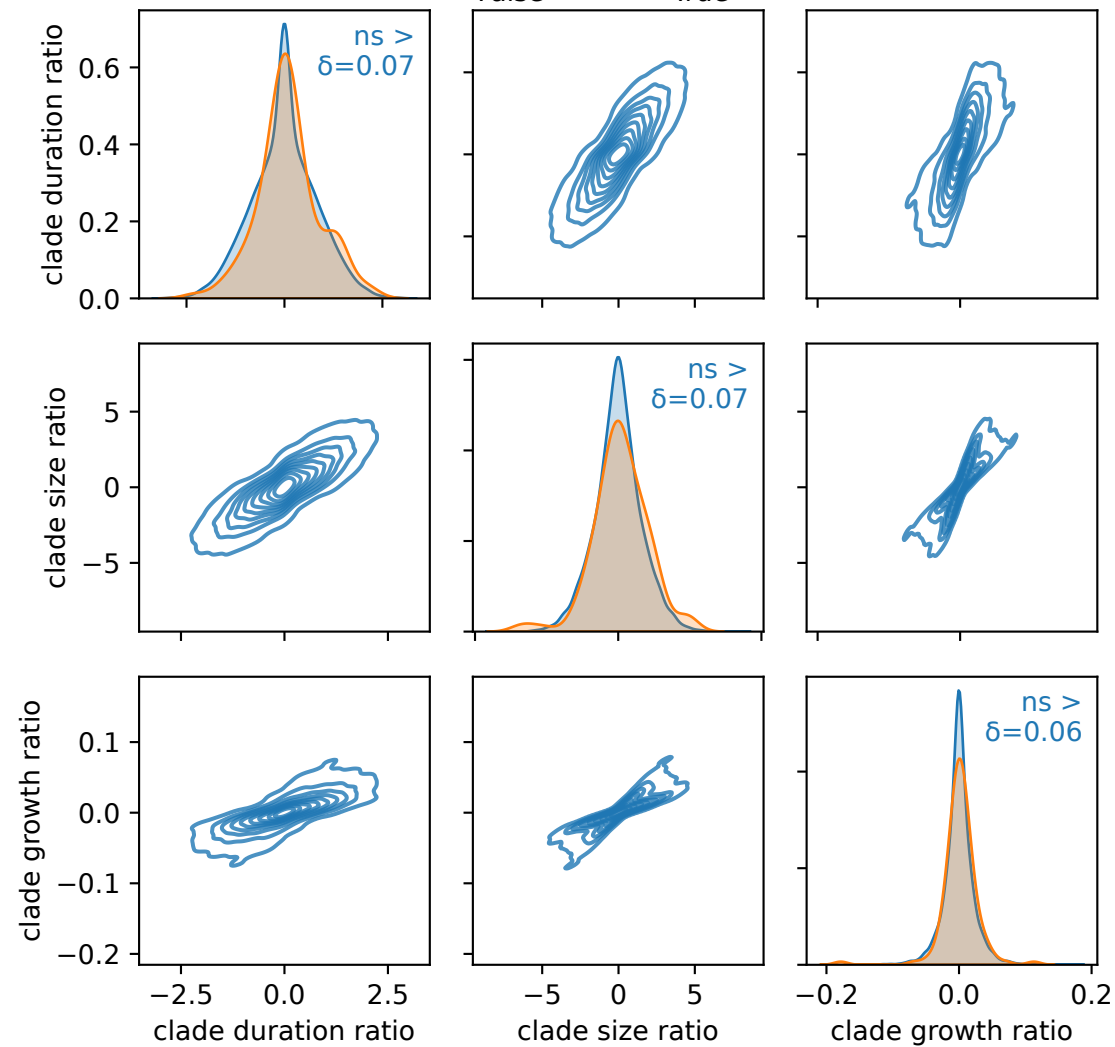 clade duration ratio
0.6
0.4
0.2
0.0
ns >
δ=0.07
clade size ratio
5
0
−5
ns >
δ=0.07
clade growth ratio
0.1
0.0
−0.1
−0.2
ns >
δ=0.06
−2.5 0.0 2.5
−5 0 5
−0.2 0.0 0.2
clade duration ratio
clade size ratio
clade growth ratio